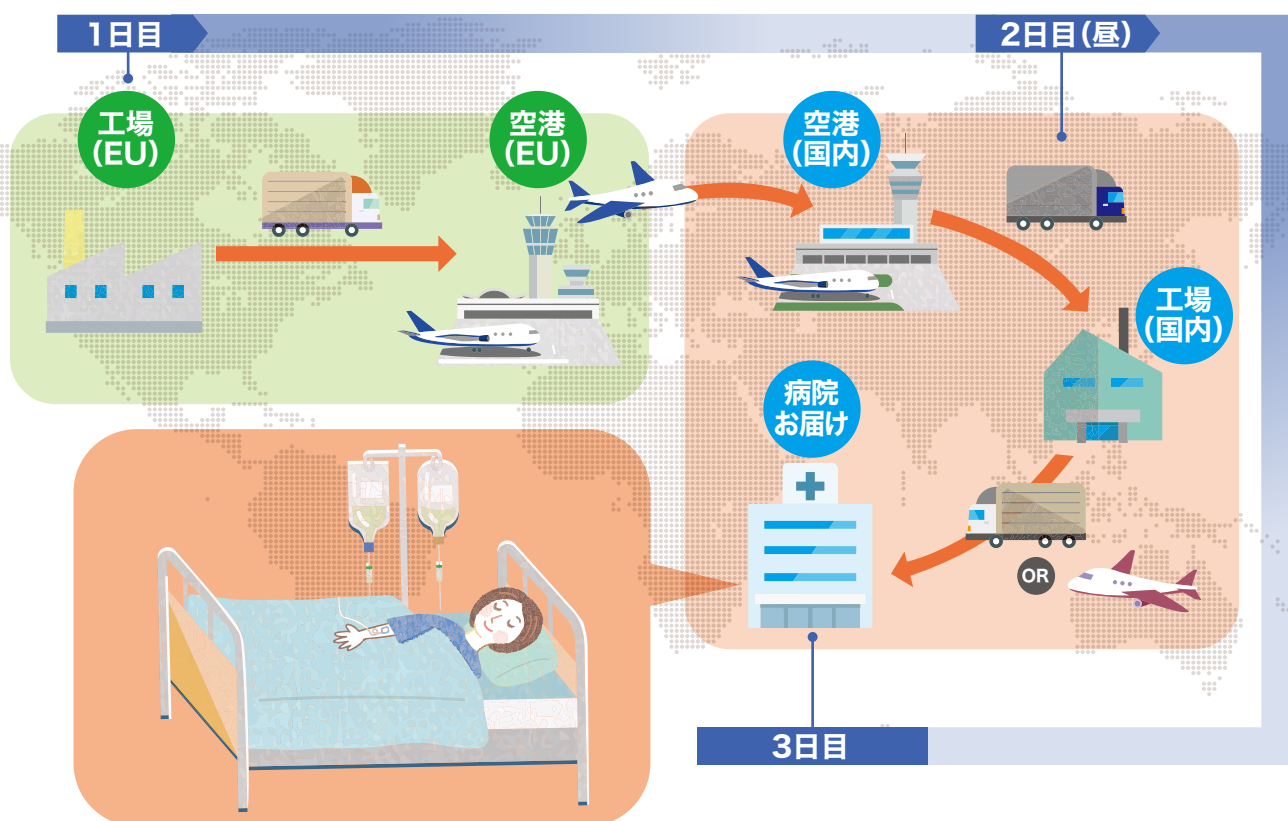 1日目
2日目(昼)
工場
(EU)
空港
(EU)
空港
(国内)
工場
(国内)
病院
お届け
OR
3日目